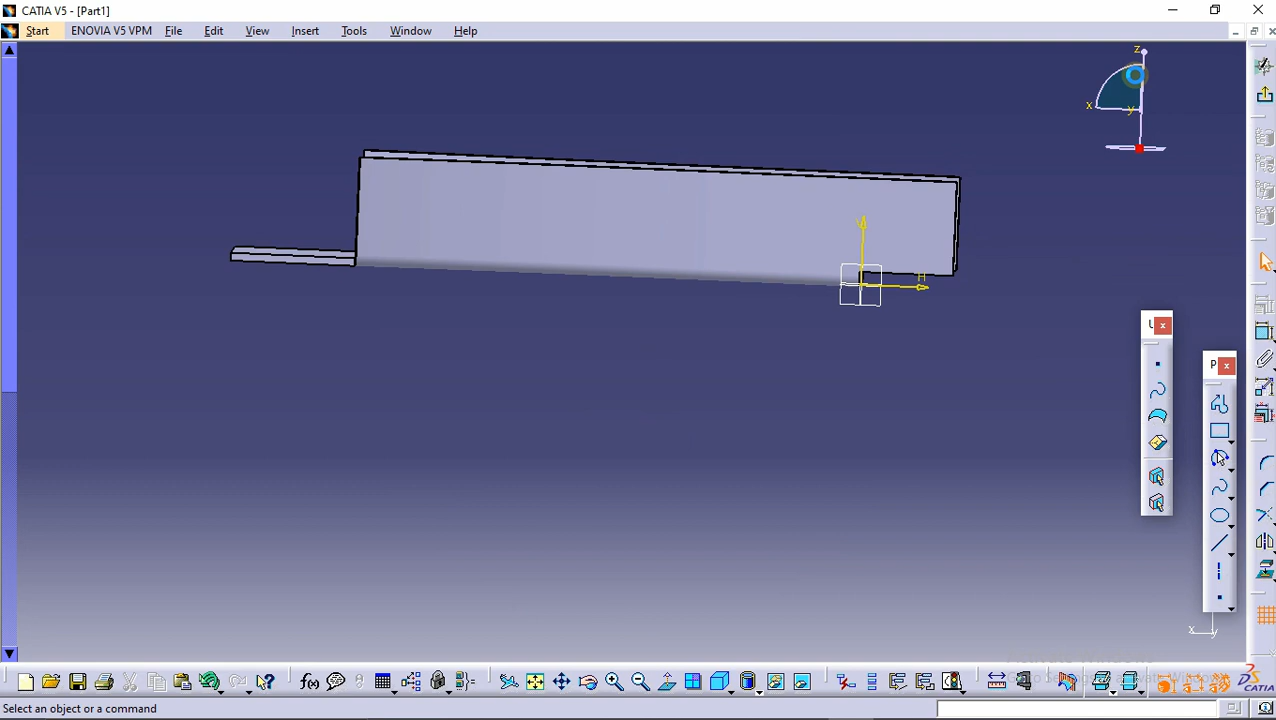 CATIA V5 - [Part1]
Start ENOVIA V5 VPM File Edit View Insert Tools Window Help
z
x
y
V
H
U
P
x
y
f(x)
CATIA
Select an object or a command